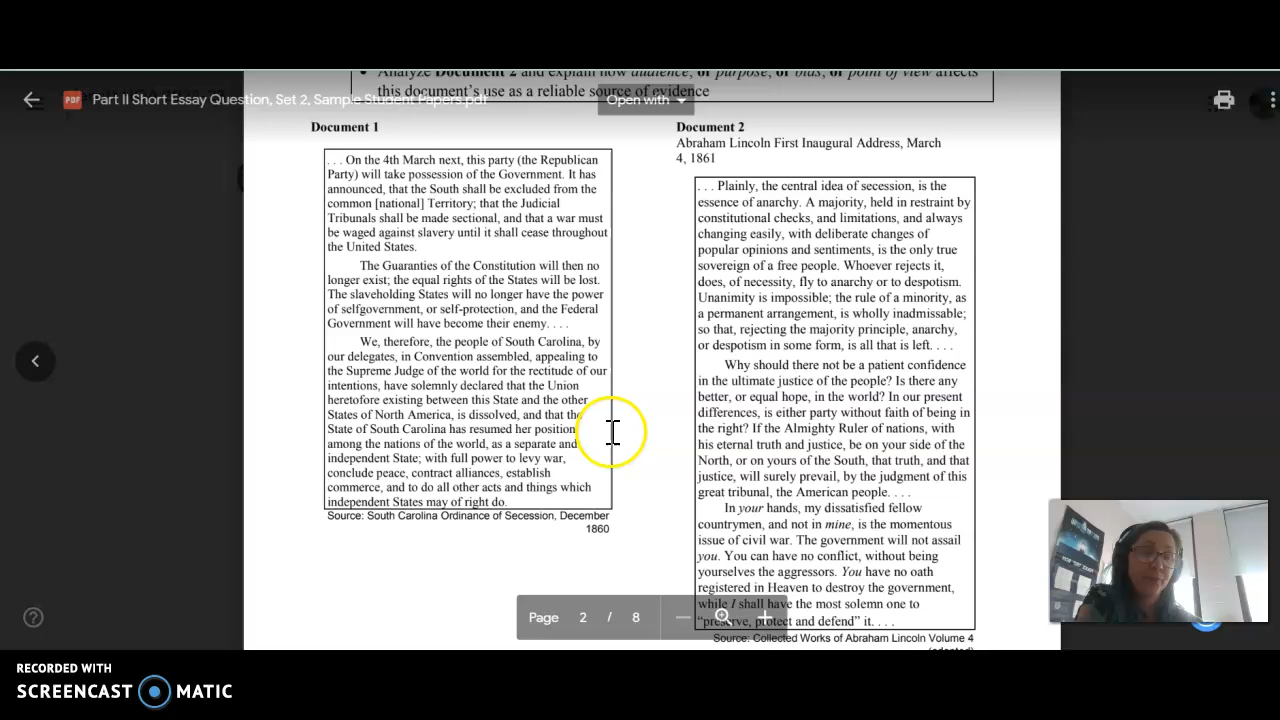 Analyze Document 2 and explain how audience, or purpose, or bias, or point of view affects
this document's use as a reliable source of evidence
Part II Short Essay Question, Set 2, Sample Student Papers.pdf
PDF
Open with
Document 1
. . . On the 4th March next, this party (the Republican
Party) will take possession of the Government. It has
announced, that the South shall be excluded from the
common [national] Territory; that the Judicial
Tribunals shall be made sectional, and that a war must
be waged against slavery until it shall cease throughout
the United States.
The Guaranties of the Constitution will then no
longer exist; the equal rights of the States will be lost.
The slaveholding States will no longer have the power
of selfgovernment, or self-protection, and the Federal
Government will have become their enemy. . . .
We, therefore, the people of South Carolina, by
our delegates, in Convention assembled, appealing to
the Supreme Judge of the world for the rectitude of our
intentions, have solemnly declared that the Union
heretofore existing between this State and the other
States of North America, is dissolved, and that the
State of South Carolina has resumed her position
among the nations of the world, as a separate and
independent State; with full power to levy war,
conclude peace, contract alliances, establish
commerce, and to do all other acts and things which
independent States may of right do.
Source: South Carolina Ordinance of Secession, December
1860
Document 2
Abraham Lincoln First Inaugural Address, March
4, 1861
. . . Plainly, the central idea of secession, is the
essence of anarchy. A majority, held in restraint by
constitutional checks, and limitations, and always
changing easily, with deliberate changes of
popular opinions and sentiments, is the only true
sovereign of a free people. Whoever rejects it,
does, of necessity, fly to anarchy or to despotism.
Unanimity is impossible; the rule of a minority, as
a permanent arrangement, is wholly inadmissable;
so that, rejecting the majority principle, anarchy,
or despotism in some form, is all that is left. . . .
Why should there not be a patient confidence
in the ultimate justice of the people? Is there any
better, or equal hope, in the world? In our present
differences, is either party without faith of being in
the right? If the Almighty Ruler of nations, with
his eternal truth and justice, be on your side of the
North, or on yours of the South, that truth, and that
justice, will surely prevail, by the judgment of this
great tribunal, the American people. . . .
In your hands, my dissatisfied fellow
countrymen, and not in mine, is the momentous
issue of civil war. The government will not assail
you. You can have no conflict, without being
yourselves the aggressors. You have no oath
registered in Heaven to destroy the government,
while I shall have the most solemn one to
"preserve, protect and defend" it. . . .
Source: Collected Works of Abraham Lincoln Volume 4
Page 2 / 8
RECORDED WITH
SCREENCAST MATIC